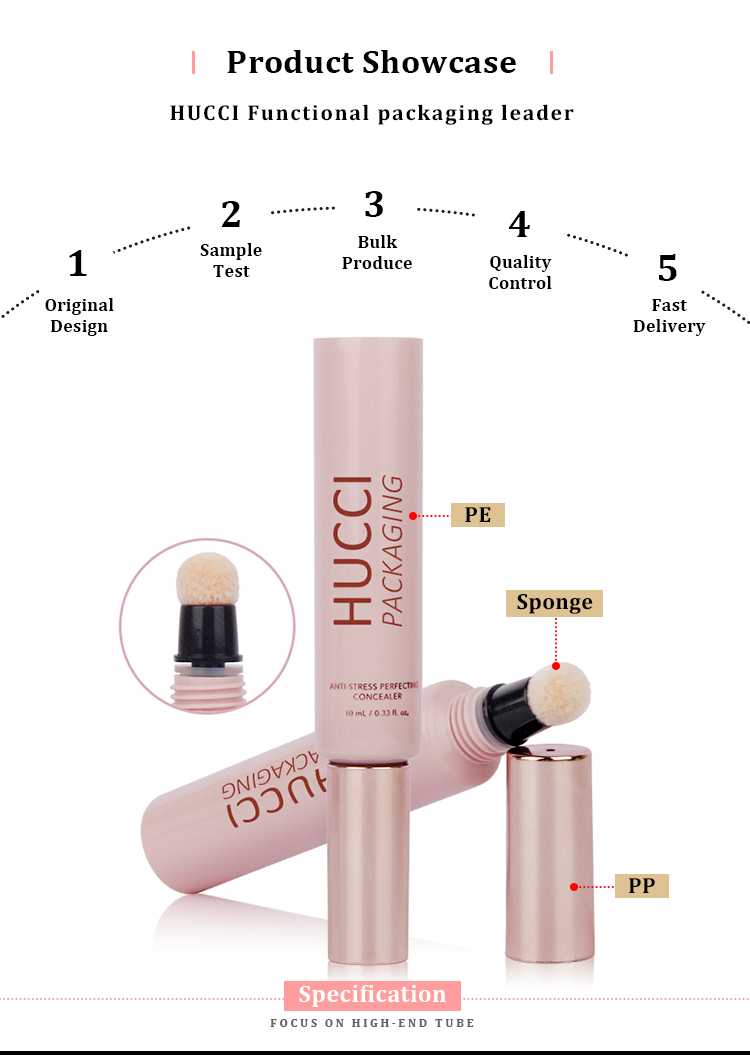 Product Showcase
HUCCI Functional packaging leader
1
Original
Design
2
Sample
Test
3
Bulk
Produce
4
Quality
Control
5
Fast
Delivery
HUCCI
PACKAGING
PE
Sponge
ANTI-STRESS PERFECTING
CONCEALER
10 mL / 0.33 fl. oz.
HUCCI
PACKAGING
PP
Specification
FOCUS ON HIGH-END TUBE